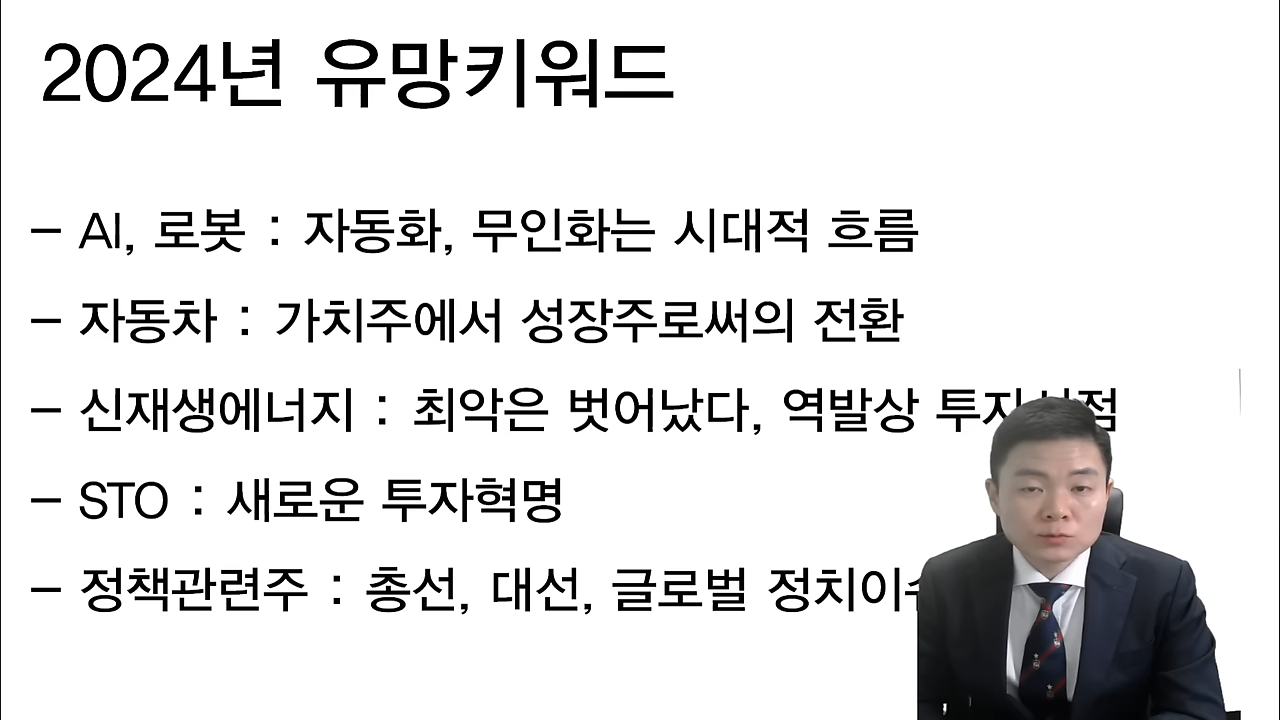 2024년 유망키워드
– AI, 로봇 : 자동화, 무인화는 시대적 흐름
– 자동차 : 가치주에서 성장주로써의 전환
– 신재생에너지 : 최악은 벗어났다, 역발상
– STO : 새로운 투자혁명
– 정책관련주 : 총선, 대선, 글로벌